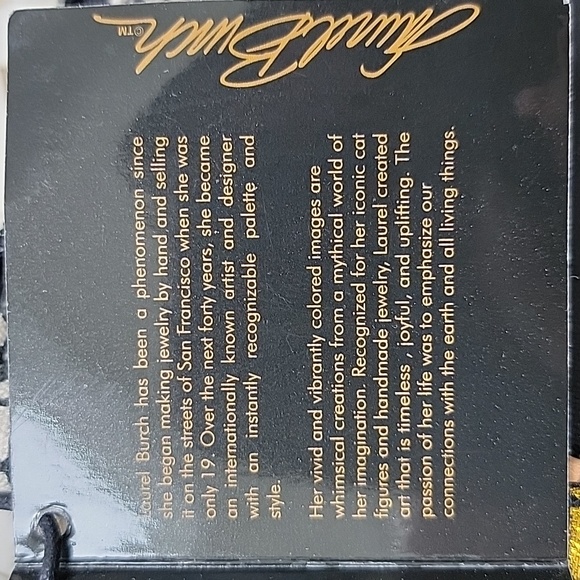 Laurel Burch ©™
Laurel Burch has been a phenomenon since
she began making jewelry by hand and selling
it on the streets of San Francisco when she was
only 19. Over the next forty years, she became
an internationally known artist and designer
with an instantly recognizable palette and
style.
Her vivid and vibrantly colored images are
whimsical creations from a mythical world of
her imagination. Recognized for her iconic cat
figures and handmade jewelry, Laurel created
art that is timeless , joyful, and uplifting. The
passion of her life was to emphasize our
connections with the earth and all living things.